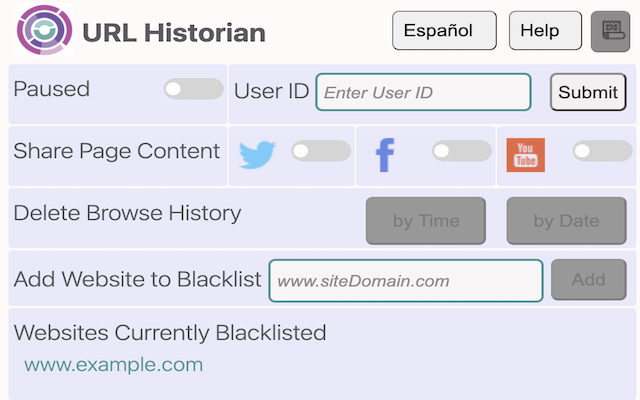 URL Historian
Español
Help
Paused
User ID
Enter User ID
Submit
Share Page Content
f
You
Tube
Delete Browse History
by Time
by Date
Add Website to Blacklist
www.siteDomain.com
Add
Websites Currently Blacklisted
www.example.com